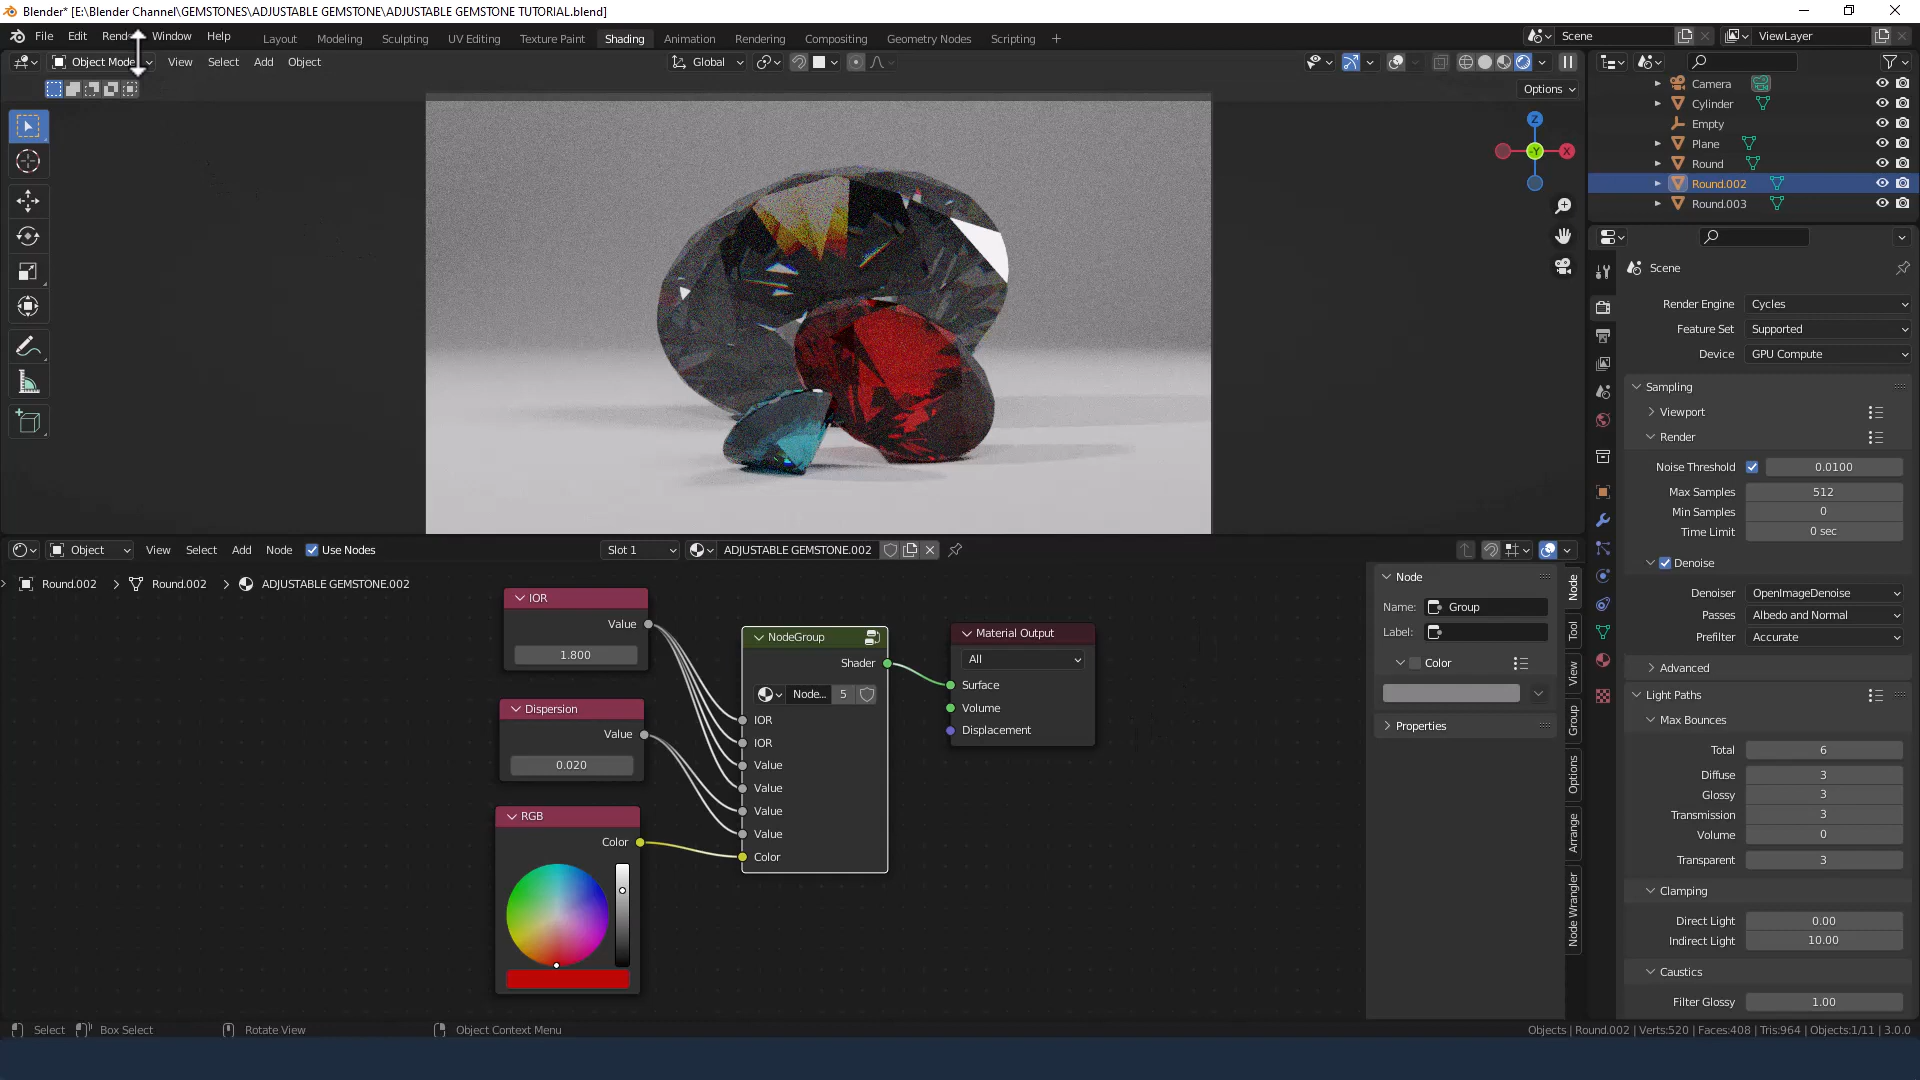 Blender* [E:\Blender Channel\GEMSTONES\ADJUSTABLE GEMSTONE\ADJUSTABLE GEMSTONE TUTORIAL.blend]
File Edit Render Window Help
Layout Modeling Sculpting UV Editing Texture Paint Shading Animation Rendering Compositing Geometry Nodes Scripting +
Scene ViewLayer
Object Mode View Select Add Object
Global
Options
Z
-Y X
Camera
Cylinder
Empty
Plane
Round
Round.002
Round.003
Scene
Render Engine Cycles
Feature Set Supported
Device GPU Compute
Sampling
Viewport
Render
Noise Threshold 0.0100
Max Samples 512
Min Samples 0
Time Limit 0 sec
Denoise
Denoiser OpenImageDenoise
Passes Albedo and Normal
Prefilter Accurate
Advanced
Light Paths
Max Bounces
Total 6
Diffuse 3
Glossy 3
Transmission 3
Volume 0
Transparent 3
Clamping
Direct Light 0.00
Indirect Light 10.00
Caustics
Filter Glossy 1.00
Object View Select Add Node Use Nodes Slot 1 ADJUSTABLE GEMSTONE.002
Round.002 > Round.002 > ADJUSTABLE GEMSTONE.002
IOR
Value
1.800
Dispersion
Value
0.020
RGB
Color
NodeGroup
Shader
Node... 5
IOR
IOR
Value
Value
Value
Value
Color
Material Output
All
Surface
Volume
Displacement
Node
Name: Group
Label:
Color
Properties
Node
Tool
View
Group
Options
Arrange
Node Wrangler
Select Box Select Rotate View Object Context Menu
Objects | Round.002 | Verts:520 | Faces:408 | Tris:964 | Objects:1/11 | 3.0.0